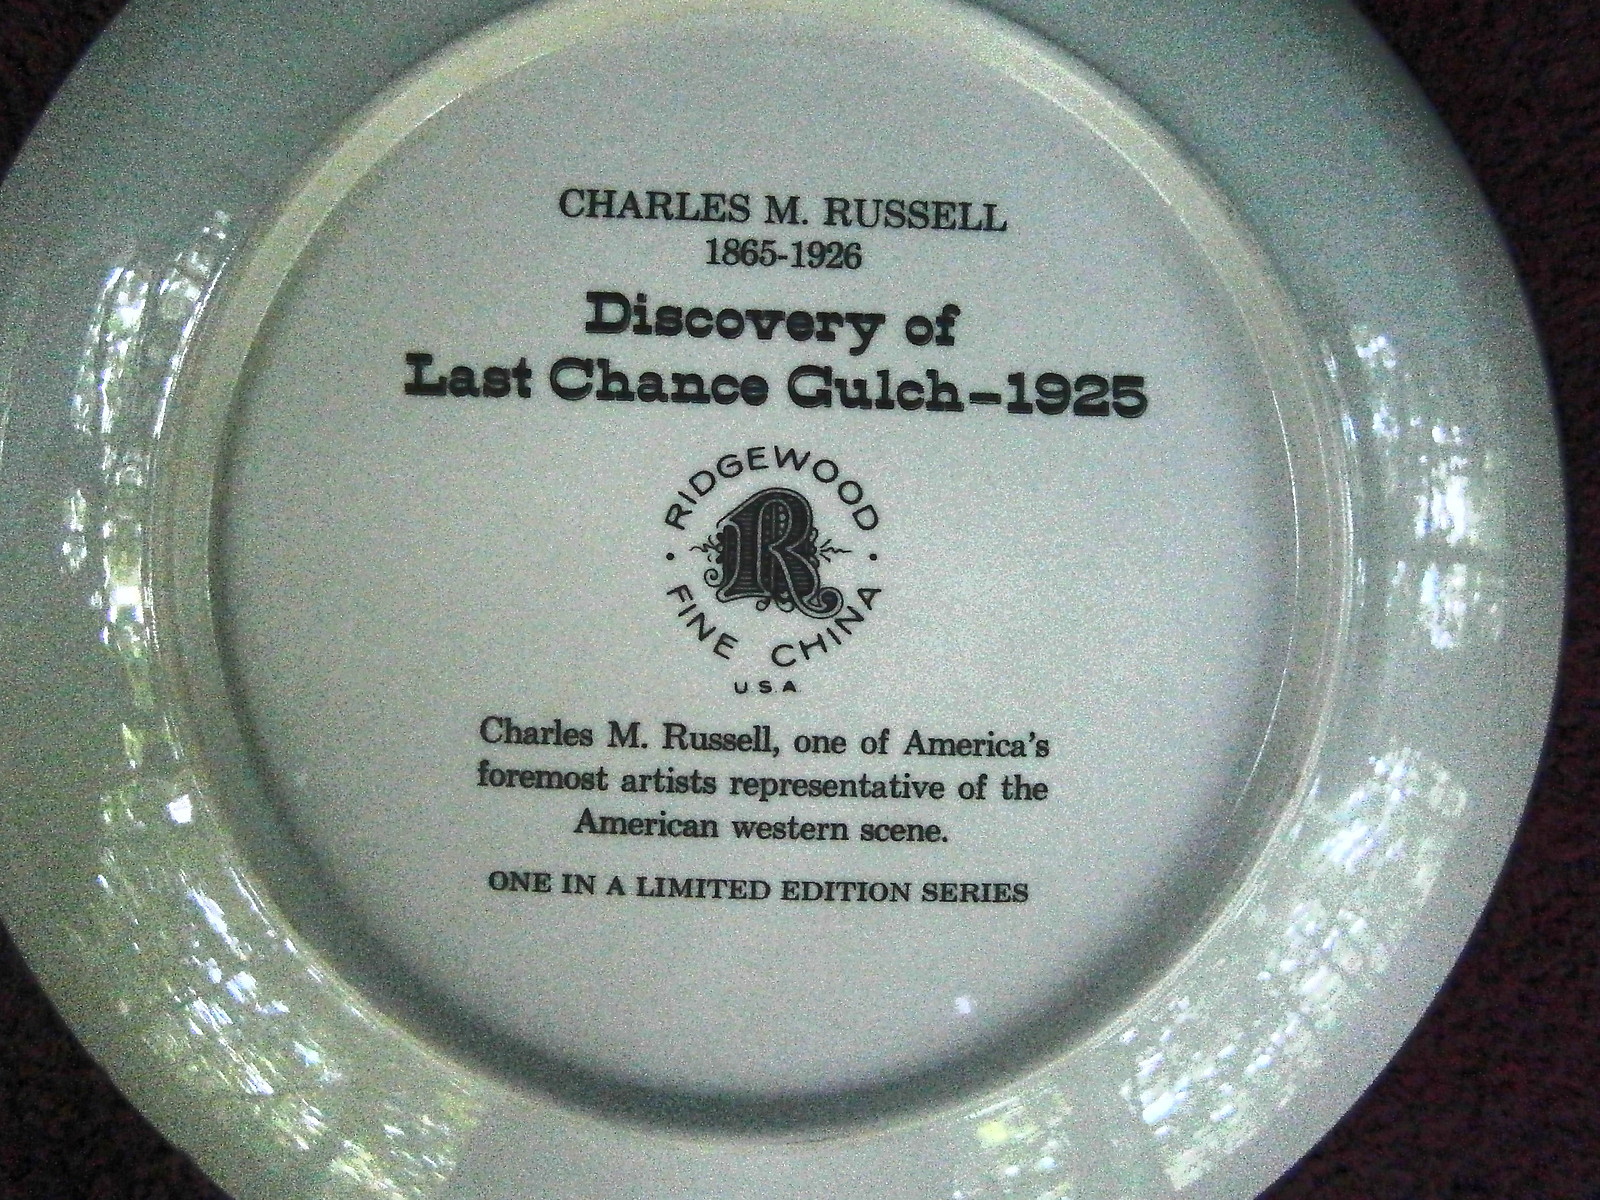 CHARLES M. RUSSELL
1865-1926
Discovery of
Last Chance Gulch–1925
RIDGEWOOD
R
FINE CHINA
U.S.A.
Charles M. Russell, one of America's
foremost artists representative of the
American western scene.
ONE IN A LIMITED EDITION SERIES